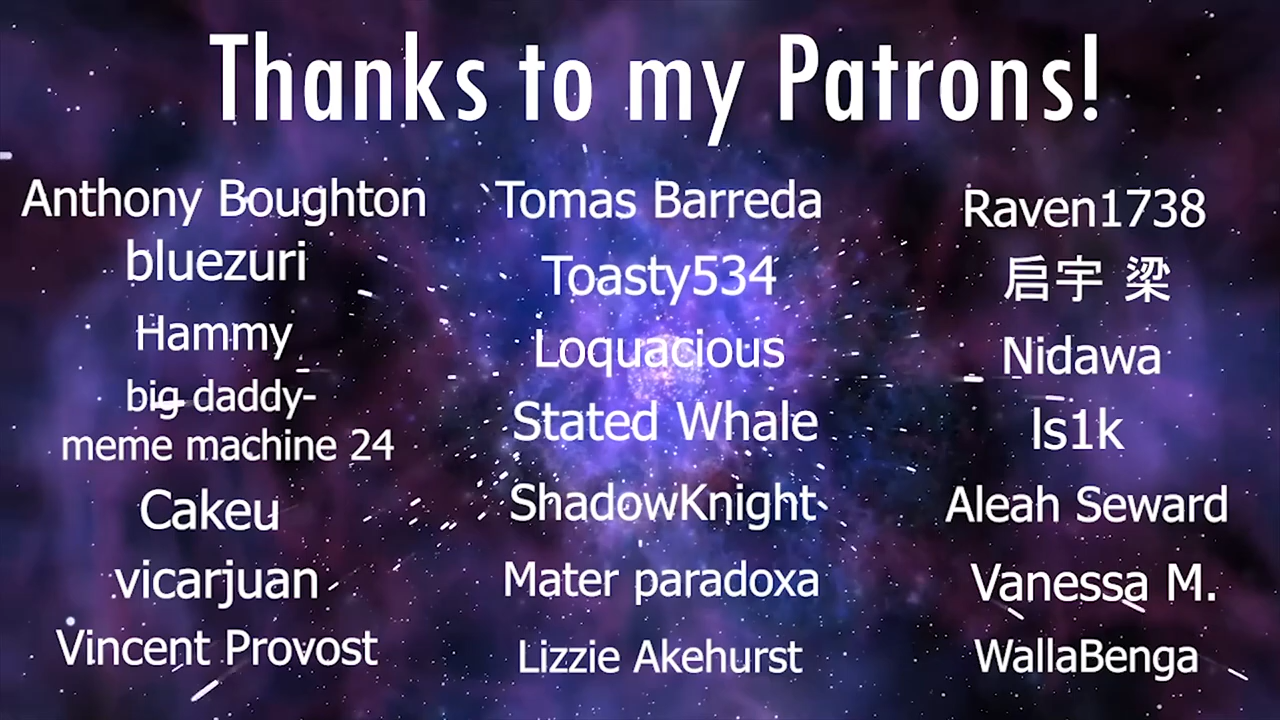 Thanks to my Patrons!
Anthony Boughton
bluezuri
Hammy
big daddy-
meme machine 24
Cakeu
vicarjuan
Vincent Provost
Tomas Barreda
Toasty534
Loquacious
Stated Whale
ShadowKnight
Mater paradoxa
Lizzie Akehurst
Raven1738
启宇 梁
Nidawa
ls1k
Aleah Seward
Vanessa M.
WallaBenga